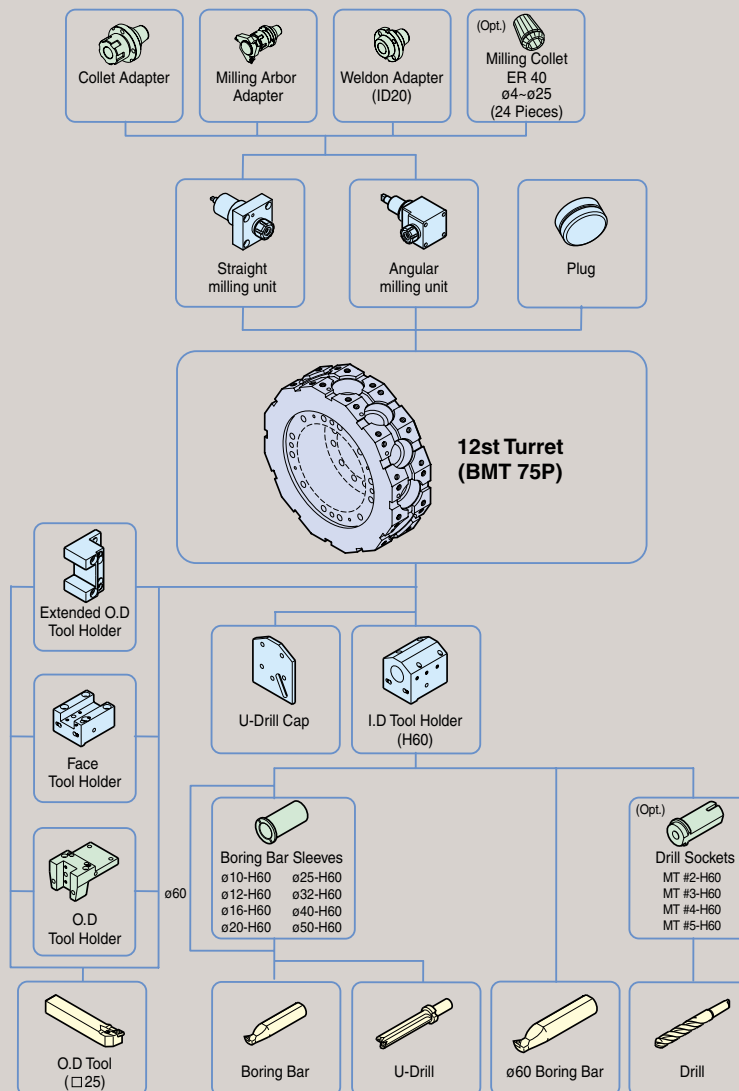 Collet Adapter
Milling Arbor
Adapter
Weldon Adapter
(ID20)
(Opt.)
Milling Collet
ER 40
ø4~ø25
(24 Pieces)
Straight
milling unit
Angular
milling unit
Plug
12st Turret
(BMT 75P)
Extended O.D
Tool Holder
U-Drill Cap
I.D Tool Holder
(H60)
Face
Tool Holder
O.D
Tool Holder
ø60
Boring Bar Sleeves
ø10-H60 ø25-H60
ø12-H60 ø32-H60
ø16-H60 ø40-H60
ø20-H60 ø50-H60
(Opt.)
Drill Sockets
MT #2-H60
MT #3-H60
MT #4-H60
MT #5-H60
O.D Tool
(□25)
Boring Bar
U-Drill
ø60 Boring Bar
Drill